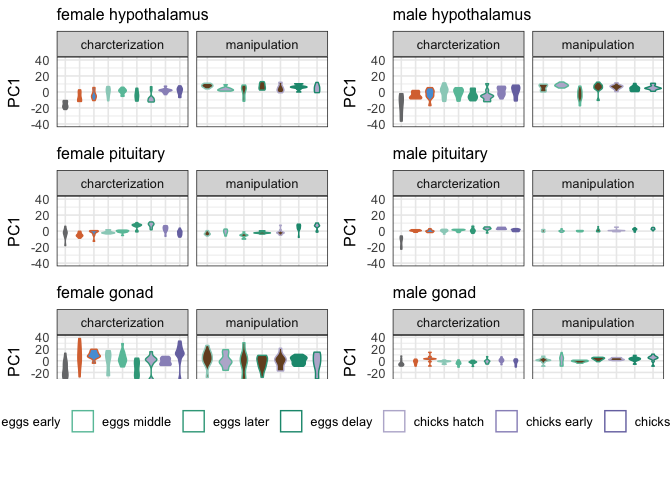 female hypothalamus
male hypothalamus
charcterization
manipulation
charcterization
manipulation
PC1
40
20
0
-20
-40
PC1
40
20
0
-20
-40
female pituitary
male pituitary
charcterization
manipulation
charcterization
manipulation
PC1
40
20
0
-20
-40
PC1
40
20
0
-20
-40
female gonad
male gonad
charcterization
manipulation
charcterization
manipulation
PC1
40
20
0
-20
PC1
40
20
0
-20
eggs early
eggs middle
eggs later
eggs delay
chicks hatch
chicks early
chicks